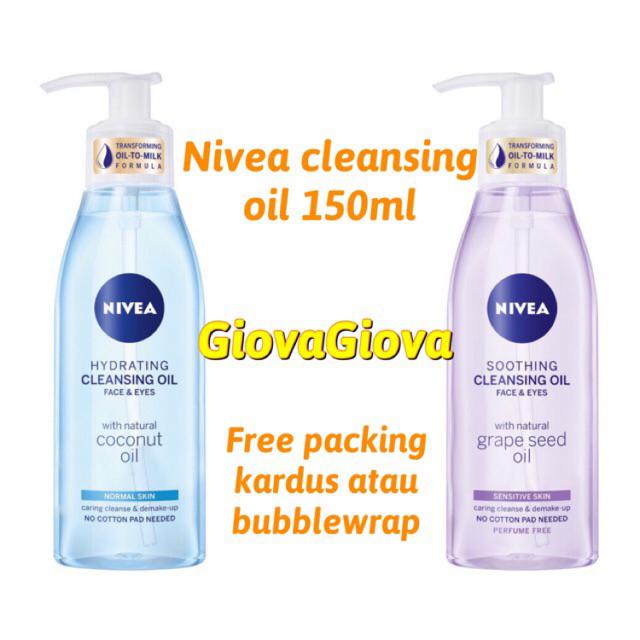 TRANSFORMING
OIL-TO-MILK
FORMULA
NIVEA
HYDRATING
CLEANSING OIL
FACE & EYES
with natural
coconut
oil
NORMAL SKIN
caring cleanse & demake-up
NO COTTON PAD NEEDED
Nivea cleansing
oil 150ml
GiovaGiova
Free packing
kardus atau
bubblewrap
TRANSFORMING
OIL-TO-MILK
FORMULA
NIVEA
SOOTHING
CLEANSING OIL
FACE & EYES
with natural
grape seed
oil
SENSITIVE SKIN
caring cleanse & demake-up
NO COTTON PAD NEEDED
PERFUME FREE